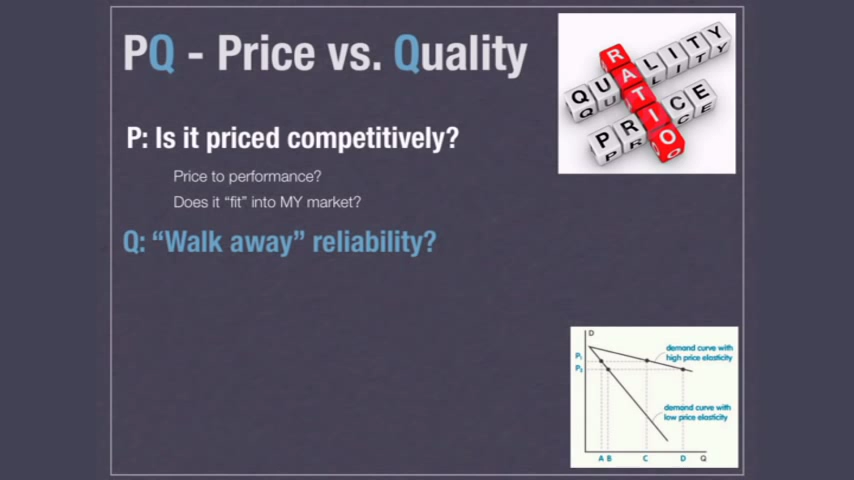 PQ - Price vs. Quality
QUALITY
RATIO
PRICE
P: Is it priced competitively?
Price to performance?
Does it “fit” into MY market?
Q: “Walk away” reliability?
D
P₁
P₂
demand curve with
high price elasticity
demand curve with
low price elasticity
A B C D Q